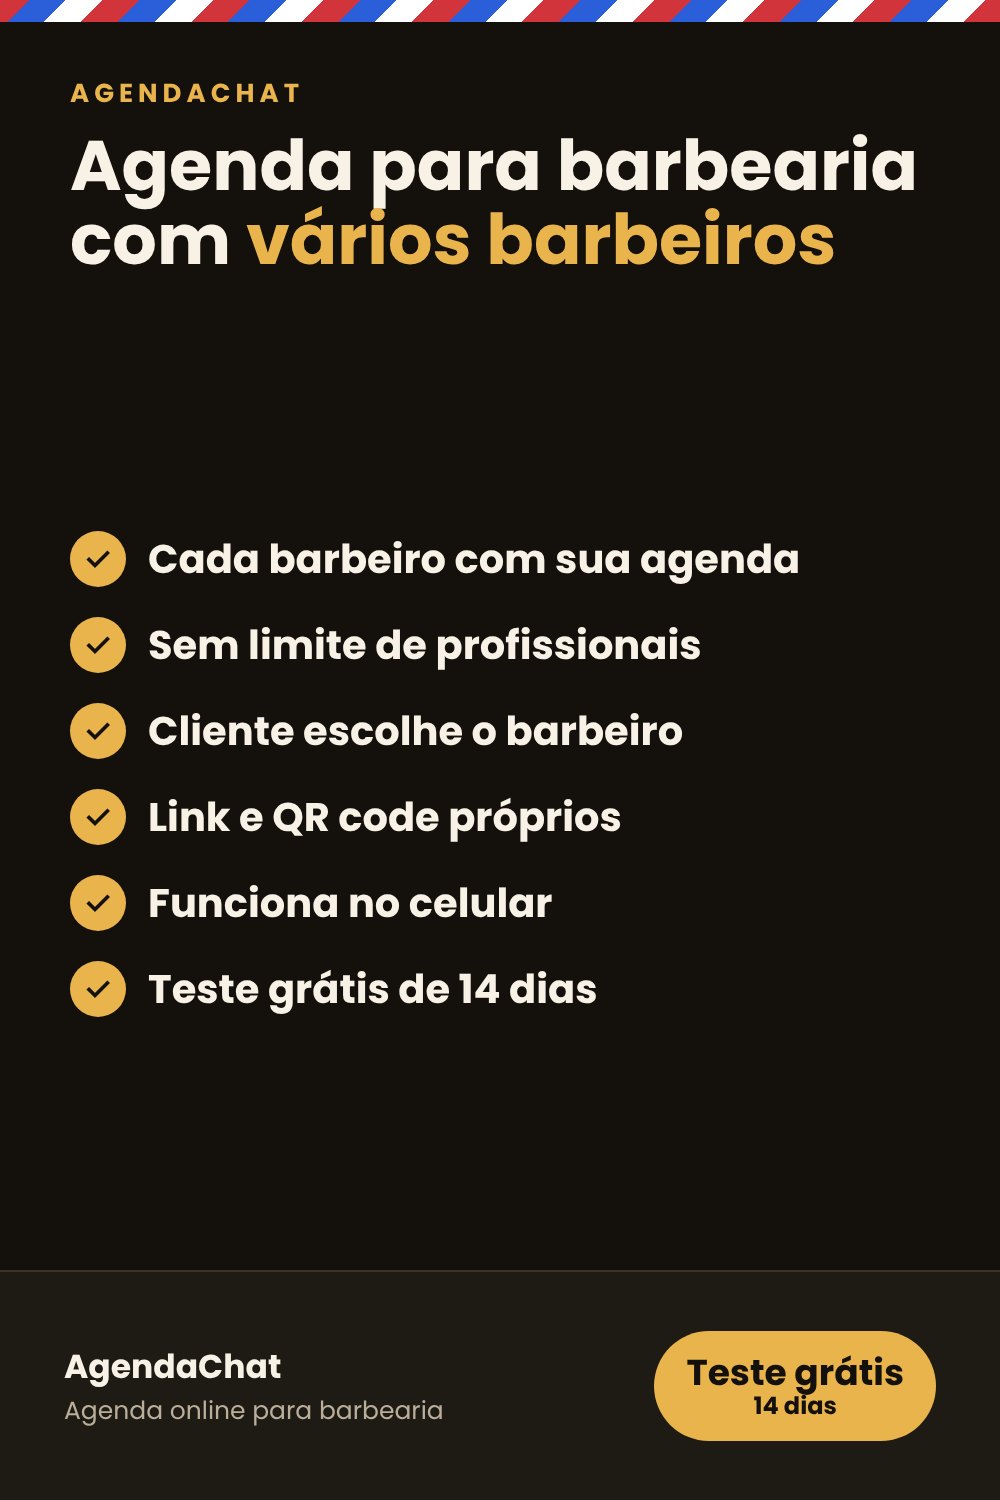 AGENDACHAT
Agenda para barbearia
com vários barbeiros
Cada barbeiro com sua agenda
Sem limite de profissionais
Cliente escolhe o barbeiro
Link e QR code próprios
Funciona no celular
Teste grátis de 14 dias
AgendaChat
Agenda online para barbearia
Teste grátis
14 dias